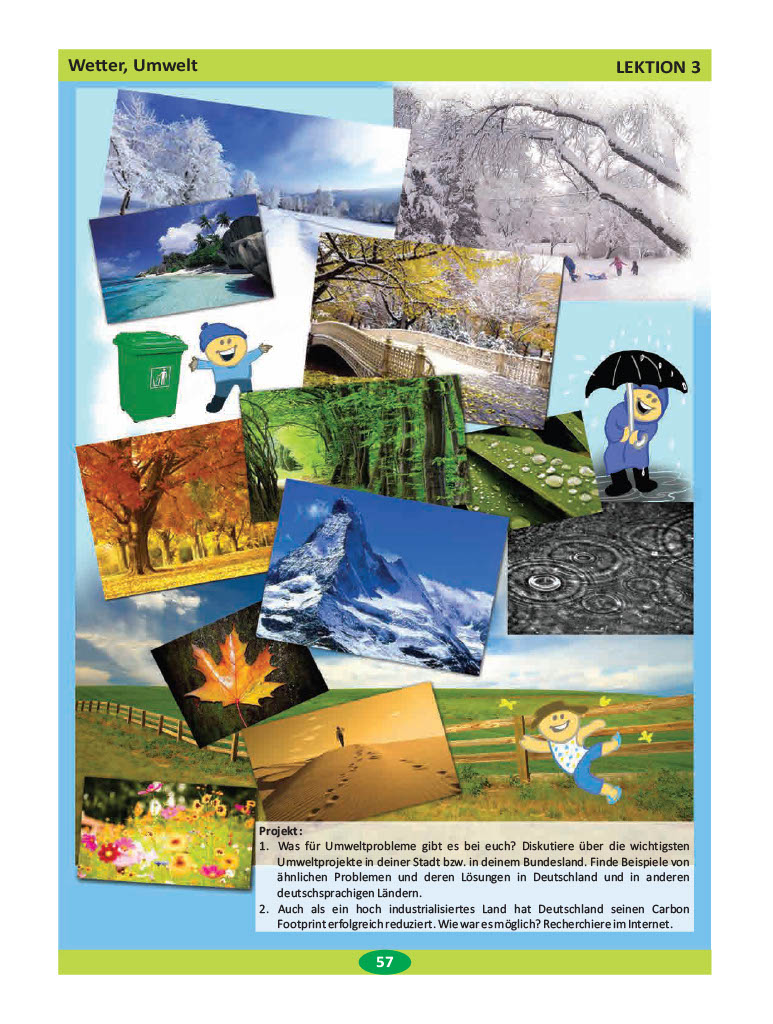 Wetter, Umwelt
LEKTION 3
Projekt:
1. Was für Umweltprobleme gibt es bei euch? Diskutiere über die wichtigsten
Umweltprojekte in deiner Stadt bzw. in deinem Bundesland. Finde Beispiele von
ähnlichen Problemen und deren Lösungen in Deutschland und in anderen
deutschsprachigen Ländern.
2. Auch als ein hoch industrialisiertes Land hat Deutschland seinen Carbon
Footprint erfolgreich reduziert. Wie war es möglich? Recherchiere im Internet.
57